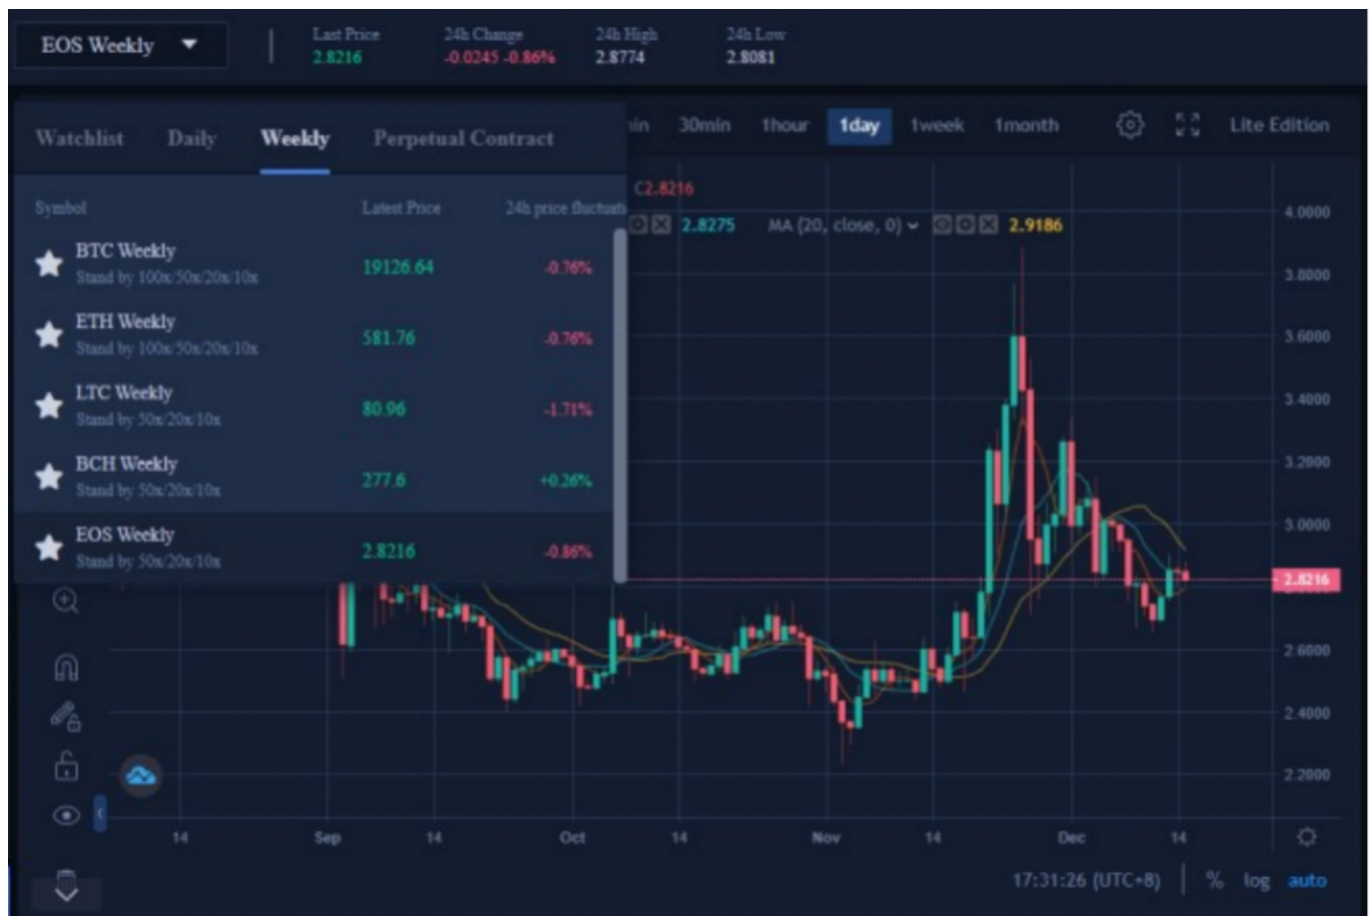 EOS Weekly
Last Price 24h Change 24h High 24h Low
2.8216 -0.0245 -0.86% 2.8774 2.8081
Watchlist Daily Weekly Perpetual Contract
30min 1hour 1day 1week 1month Lite Edition
Symbol Latest Price 24h price fluctuati
C2.8216
2.8275 MA (20, close, 0) 2.9186
BTC Weekly
Stand by 100x/50x/20x/10x
19126.64 -0.76%
ETH Weekly
Stand by 100x/50x/20x/10x
581.76 -0.76%
LTC Weekly
Stand by 50x/20x/10x
80.96 -1.71%
BCH Weekly
Stand by 50x/20x/10x
277.6 +0.26%
EOS Weekly
Stand by 50x/20x/10x
2.8216 -0.86%
4.0000
3.8000
3.6000
3.4000
3.2000
3.0000
2.8216
2.6000
2.4000
2.2000
14 Sep 14 Oct 14 Nov 14 Dec 14
17:31:26 (UTC+8) % log auto